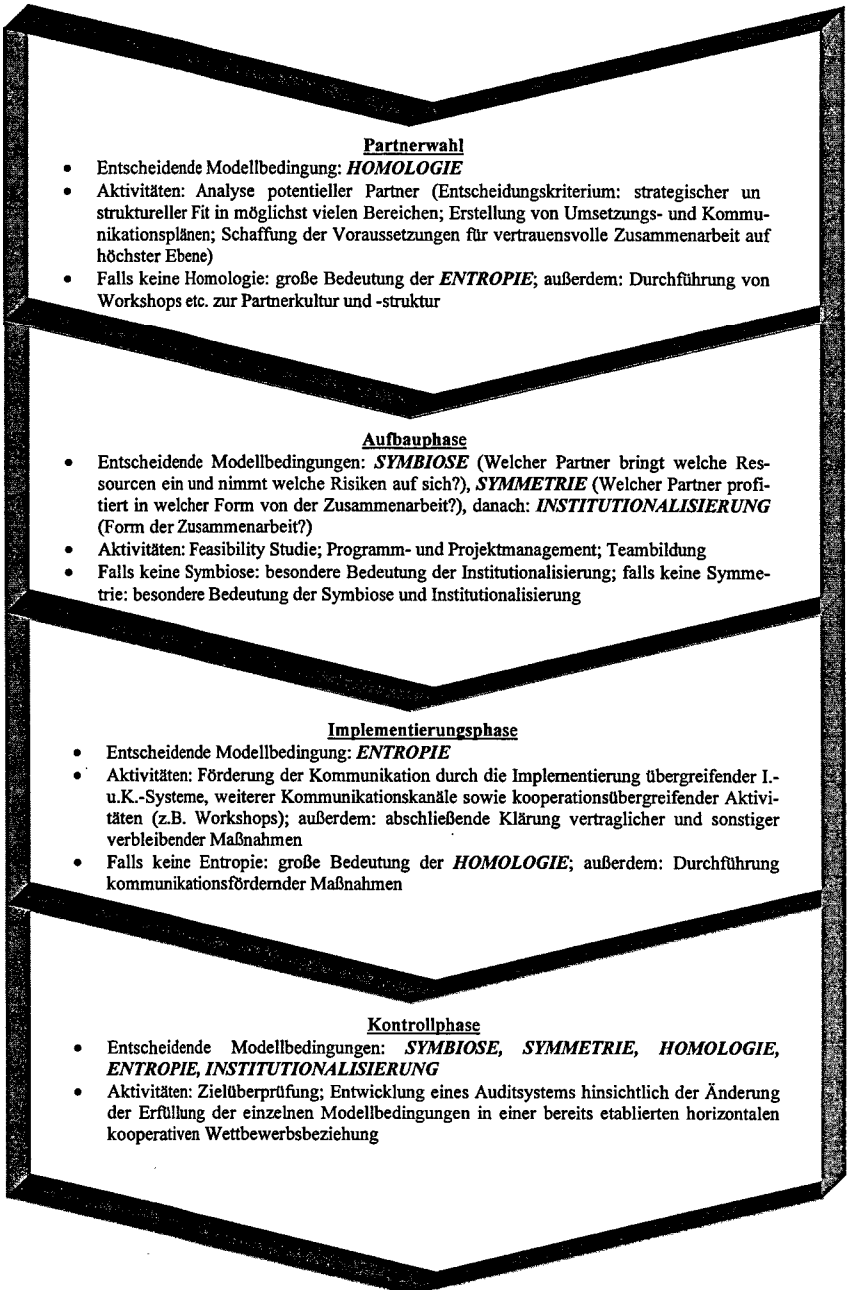 Partnerwahl
• Entscheidende Modellbedingung: HOMOLOGIE
• Aktivitäten: Analyse potentieller Partner (Entscheidungskriterium: strategischer un
struktureller Fit in möglichst vielen Bereichen; Erstellung von Umsetzungs- und Kommu-
nikationsplänen; Schaffung der Voraussetzungen für vertrauensvolle Zusammenarbeit auf
höchster Ebene)
• Falls keine Homologie: große Bedeutung der ENTROPIE; außerdem: Durchführung von
Workshops etc. zur Partnerkultur und -struktur
Aufbauphase
• Entscheidende Modellbedingungen: SYMBIOSE (Welcher Partner bringt welche Res-
sourcen ein und nimmt welche Risiken auf sich?), SYMMETRIE (Welcher Partner profi-
tiert in welcher Form von der Zusammenarbeit?), danach: INSTITUTIONALISIERUNG
(Form der Zusammenarbeit?)
• Aktivitäten: Feasibility Studie; Programm- und Projektmanagement; Teambildung
• Falls keine Symbiose: besondere Bedeutung der Institutionalisierung; falls keine Symme-
trie: besondere Bedeutung der Symbiose und Institutionalisierung
Implementierungsphase
• Entscheidende Modellbedingung: ENTROPIE
• Aktivitäten: Förderung der Kommunikation durch die Implementierung übergreifender I.-
u.K.-Systeme, weiterer Kommunikationskanäle sowie kooperationsübergreifender Aktivi-
täten (z.B. Workshops); außerdem: abschließende Klärung vertraglicher und sonstiger
verbleibender Maßnahmen
• Falls keine Entropie: große Bedeutung der HOMOLOGIE; außerdem: Durchführung
kommunikationsfördernder Maßnahmen
Kontrollphase
• Entscheidende Modellbedingungen: SYMBIOSE, SYMMETRIE, HOMOLOGIE,
ENTROPIE, INSTITUTIONALISIERUNG
• Aktivitäten: Zielüberprüfung; Entwicklung eines Auditsystems hinsichtlich der Änderung
der Erfüllung der einzelnen Modellbedingungen in einer bereits etablierten horizontalen
kooperativen Wettbewerbsbeziehung